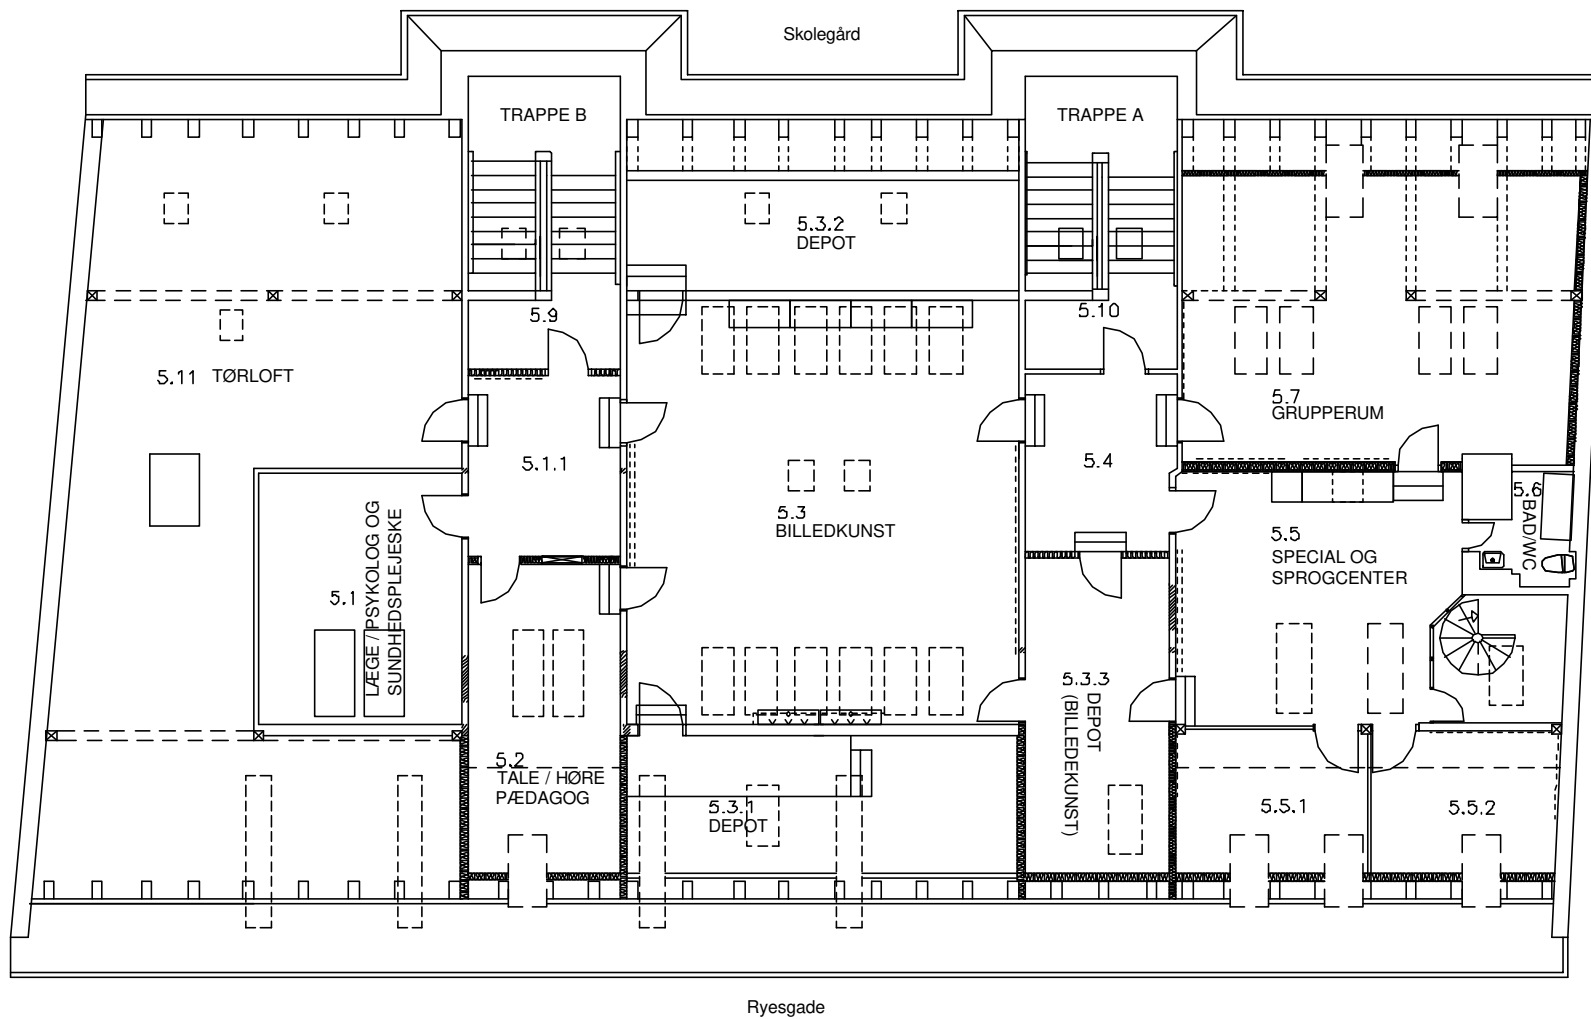 Skolegård
TRAPPE B
TRAPPE A
5.3.2
DEPOT
5.9
5.10
5.11 TØRLOFT
5.7
GRUPPERUM
5.1.1
5.4
5.3
BILLEDKUNST
5.5
SPECIAL OG
SPROGCENTER
5.6
BAD/WC
5.1
LÆGE / PSYKOLOG OG
SUNDHEDSPLEJESKE
5.2
TALE / HØRE
PÆDAGOG
5.3.1
DEPOT
5.3.3
DEPOT
(BILLEDEKUNST)
5.5.1
5.5.2
Ryesgade